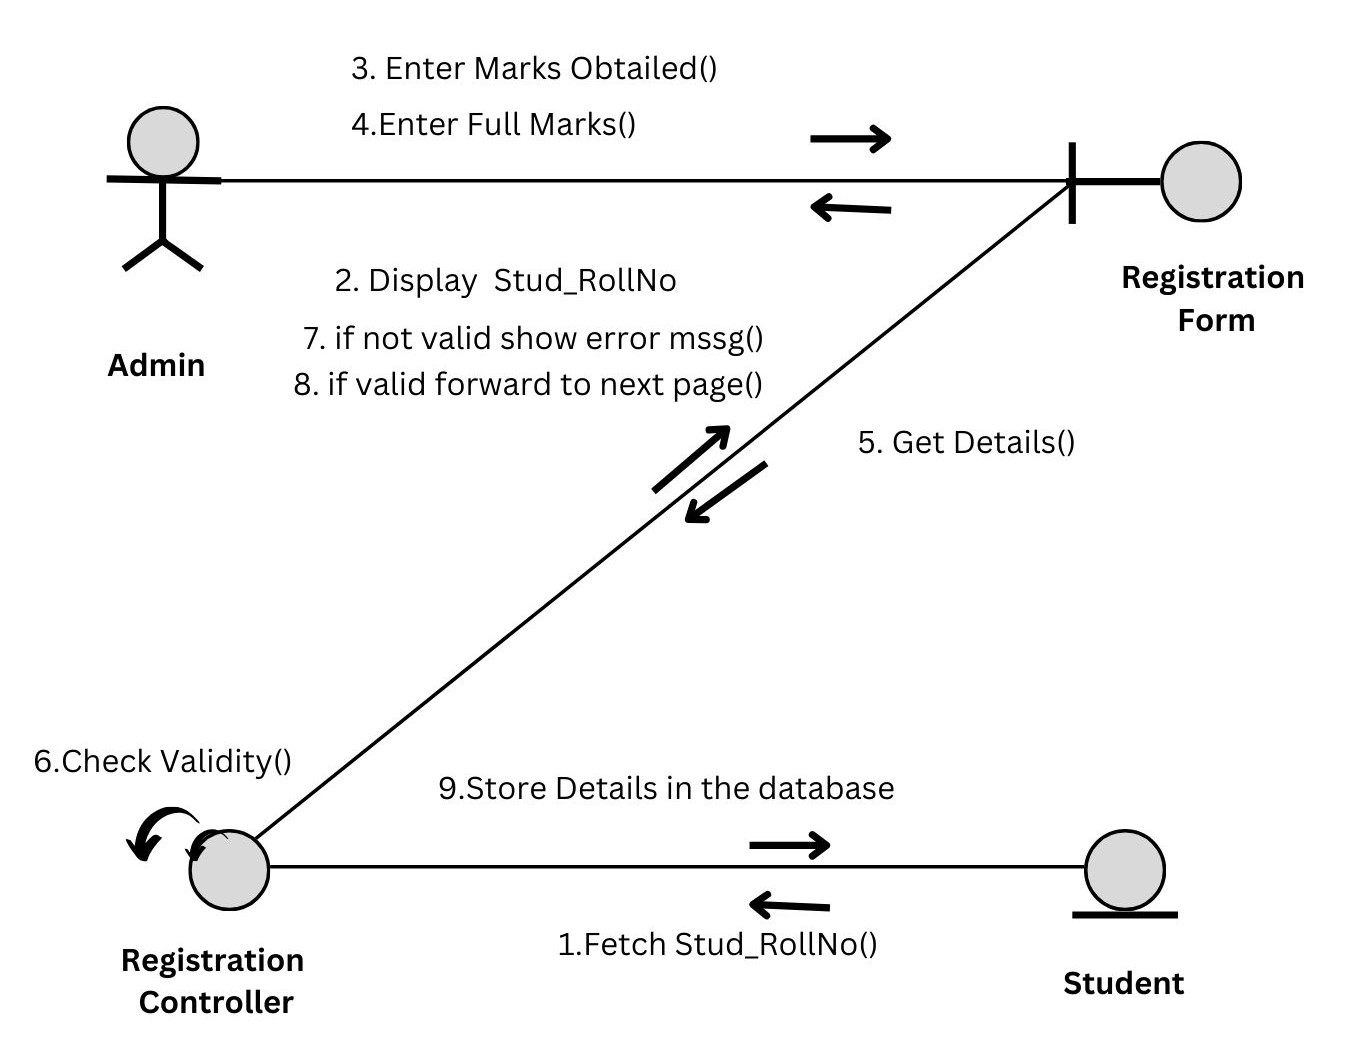 3. Enter Marks Obtailed()
4.Enter Full Marks()
Registration
Form
2. Display  Stud_RollNo
7. if not valid show error mssg()
8. if valid forward to next page()
Admin
5. Get Details()
6.Check Validity()
9.Store Details in the database
1.Fetch Stud_RollNo()
Registration
Controller
Student